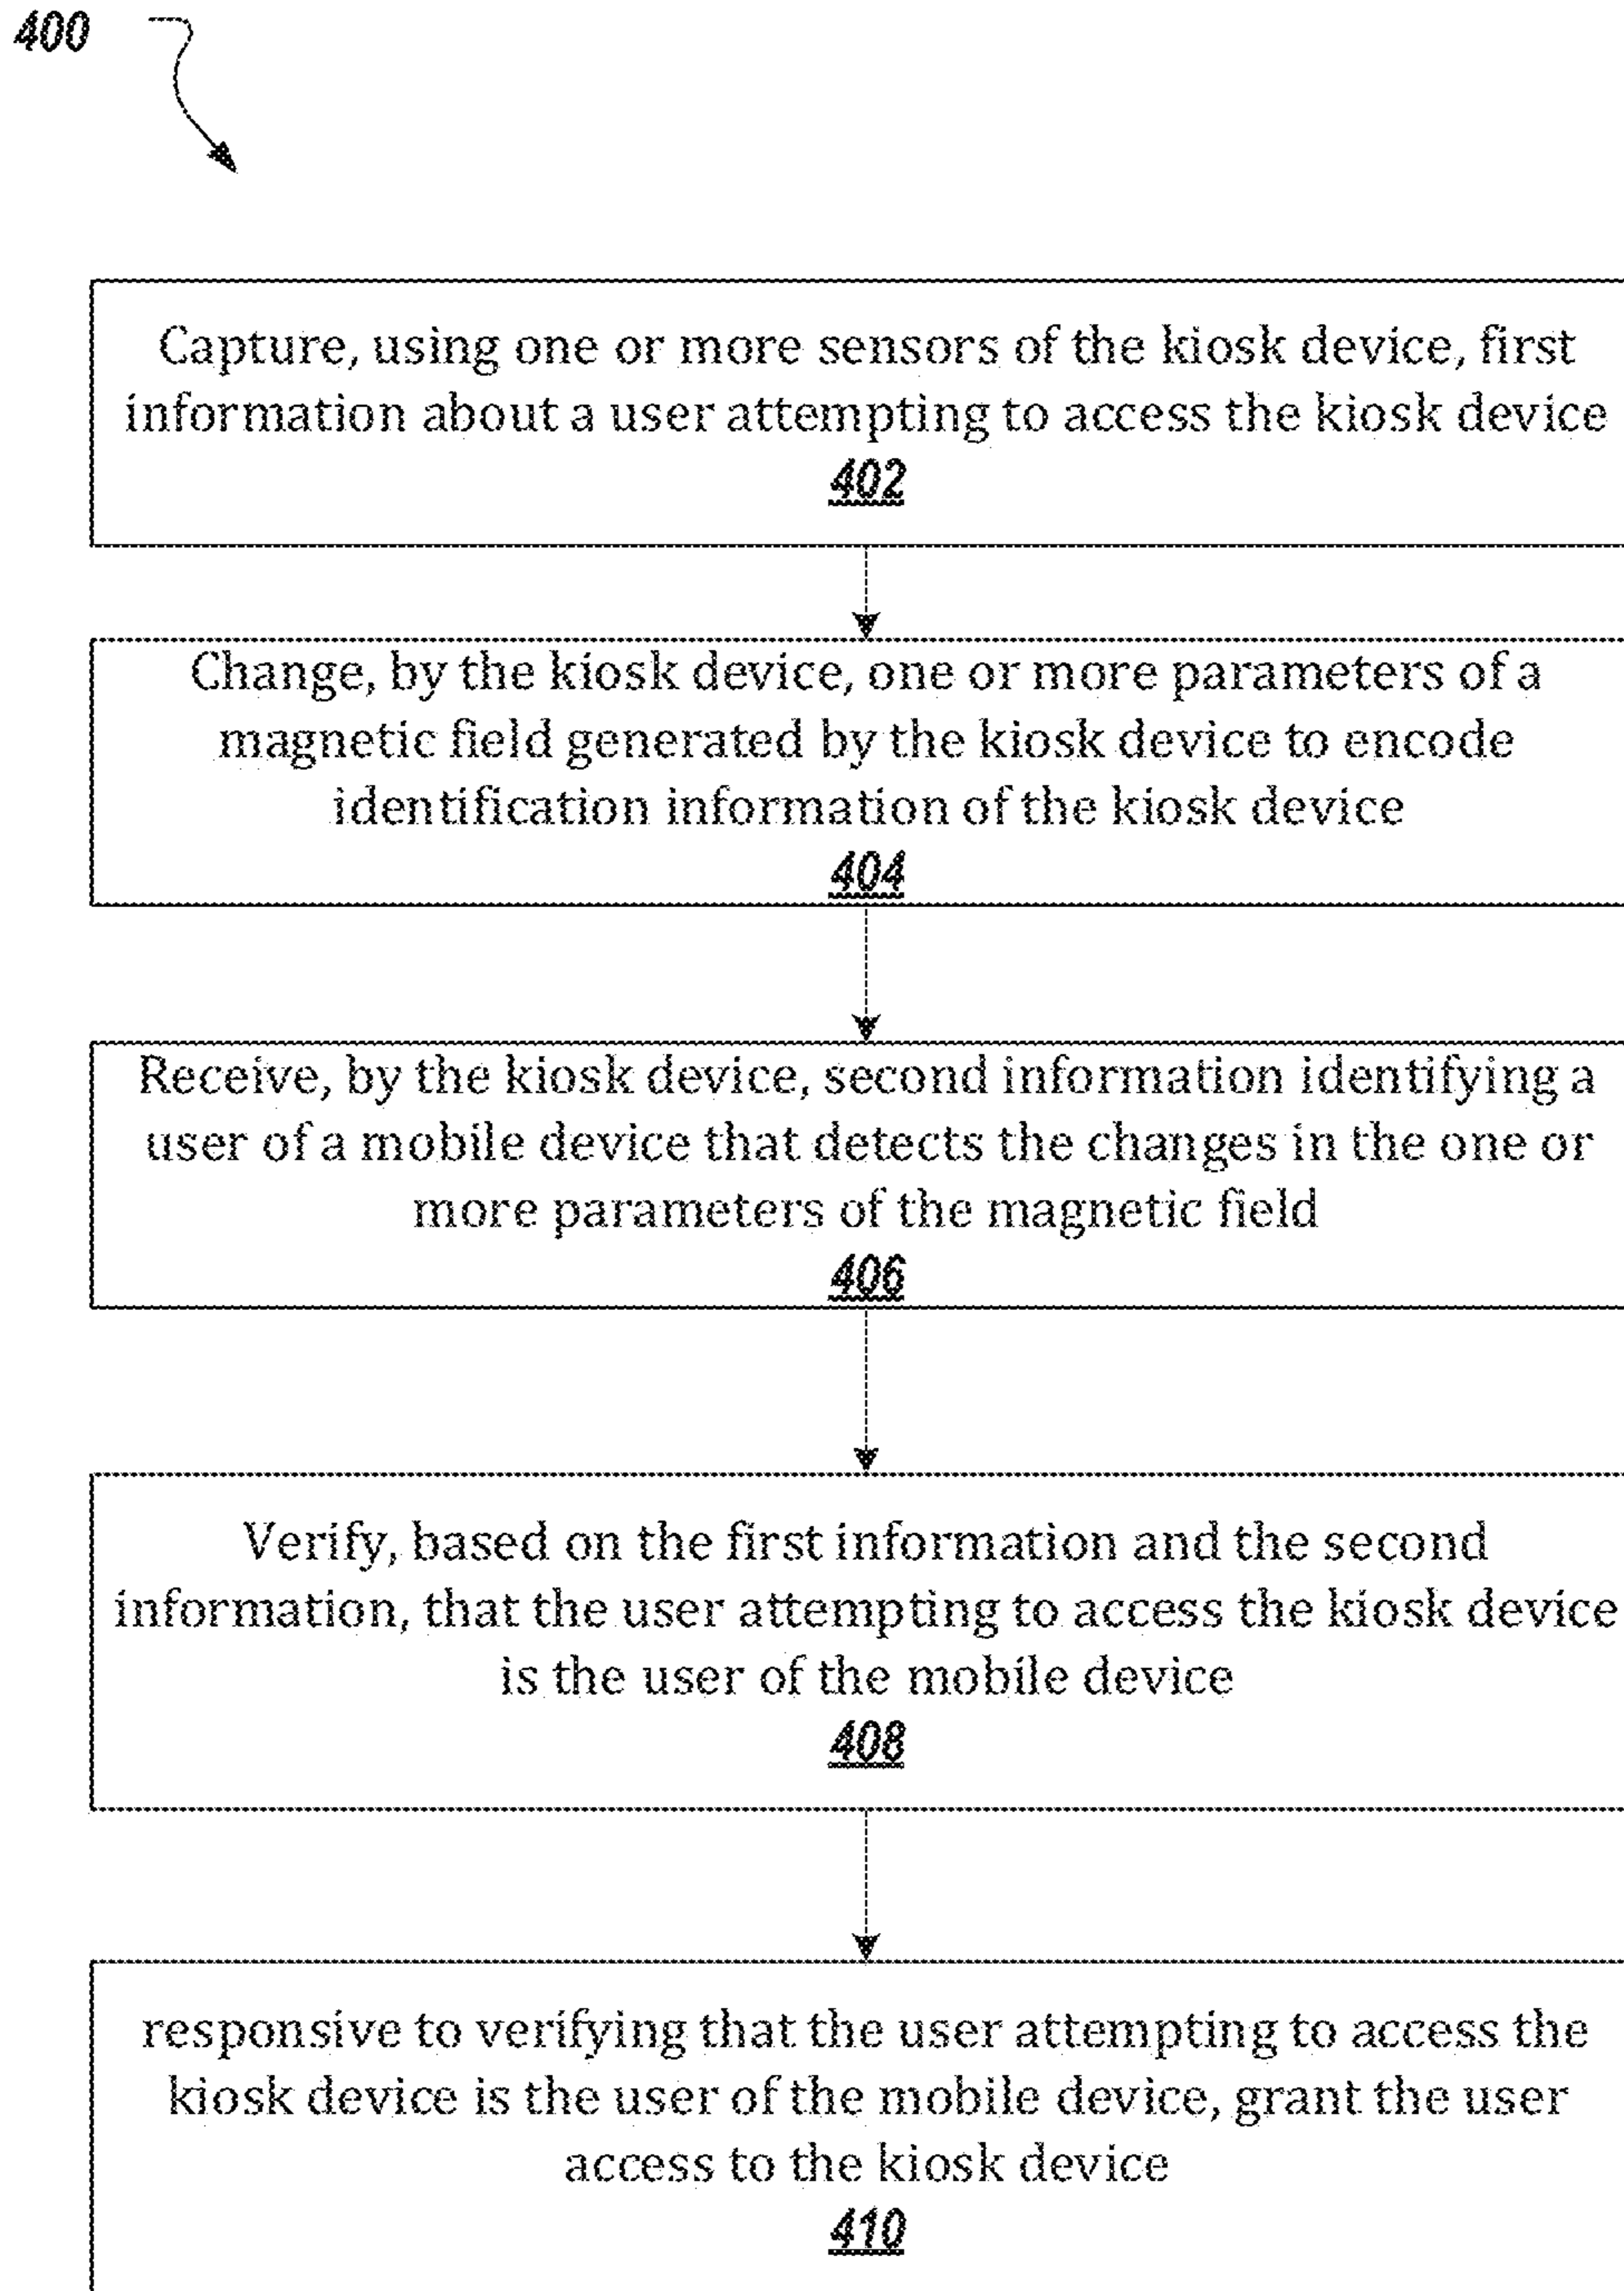 400
Capture, using one or more sensors of the kiosk device, first
information about a user attempting to access the kiosk device
402
Change, by the kiosk device, one or more parameters of a
magnetic field generated by the kiosk device to encode
identification information of the kiosk device
404
Receive, by the kiosk device, second information identifying a
user of a mobile device that detects the changes in the one or
more parameters of the magnetic field
406
Verify, based on the first information and the second
information, that the user attempting to access the kiosk device
is the user of the mobile device
408
responsive to verifying that the user attempting to access the
kiosk device is the user of the mobile device, grant the user
access to the kiosk device
410